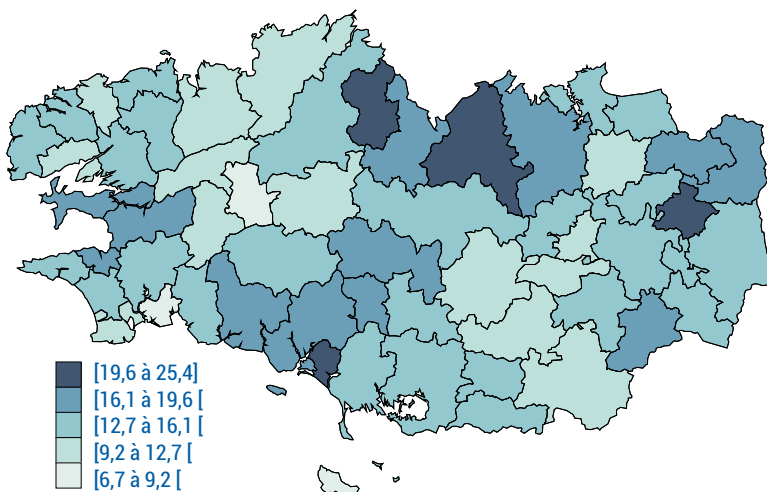 [19,6 à 25,4]
[16,1 à 19,6 [
[12,7 à 16,1 [
[9,2 à 12,7 [
[6,7 à 9,2 [